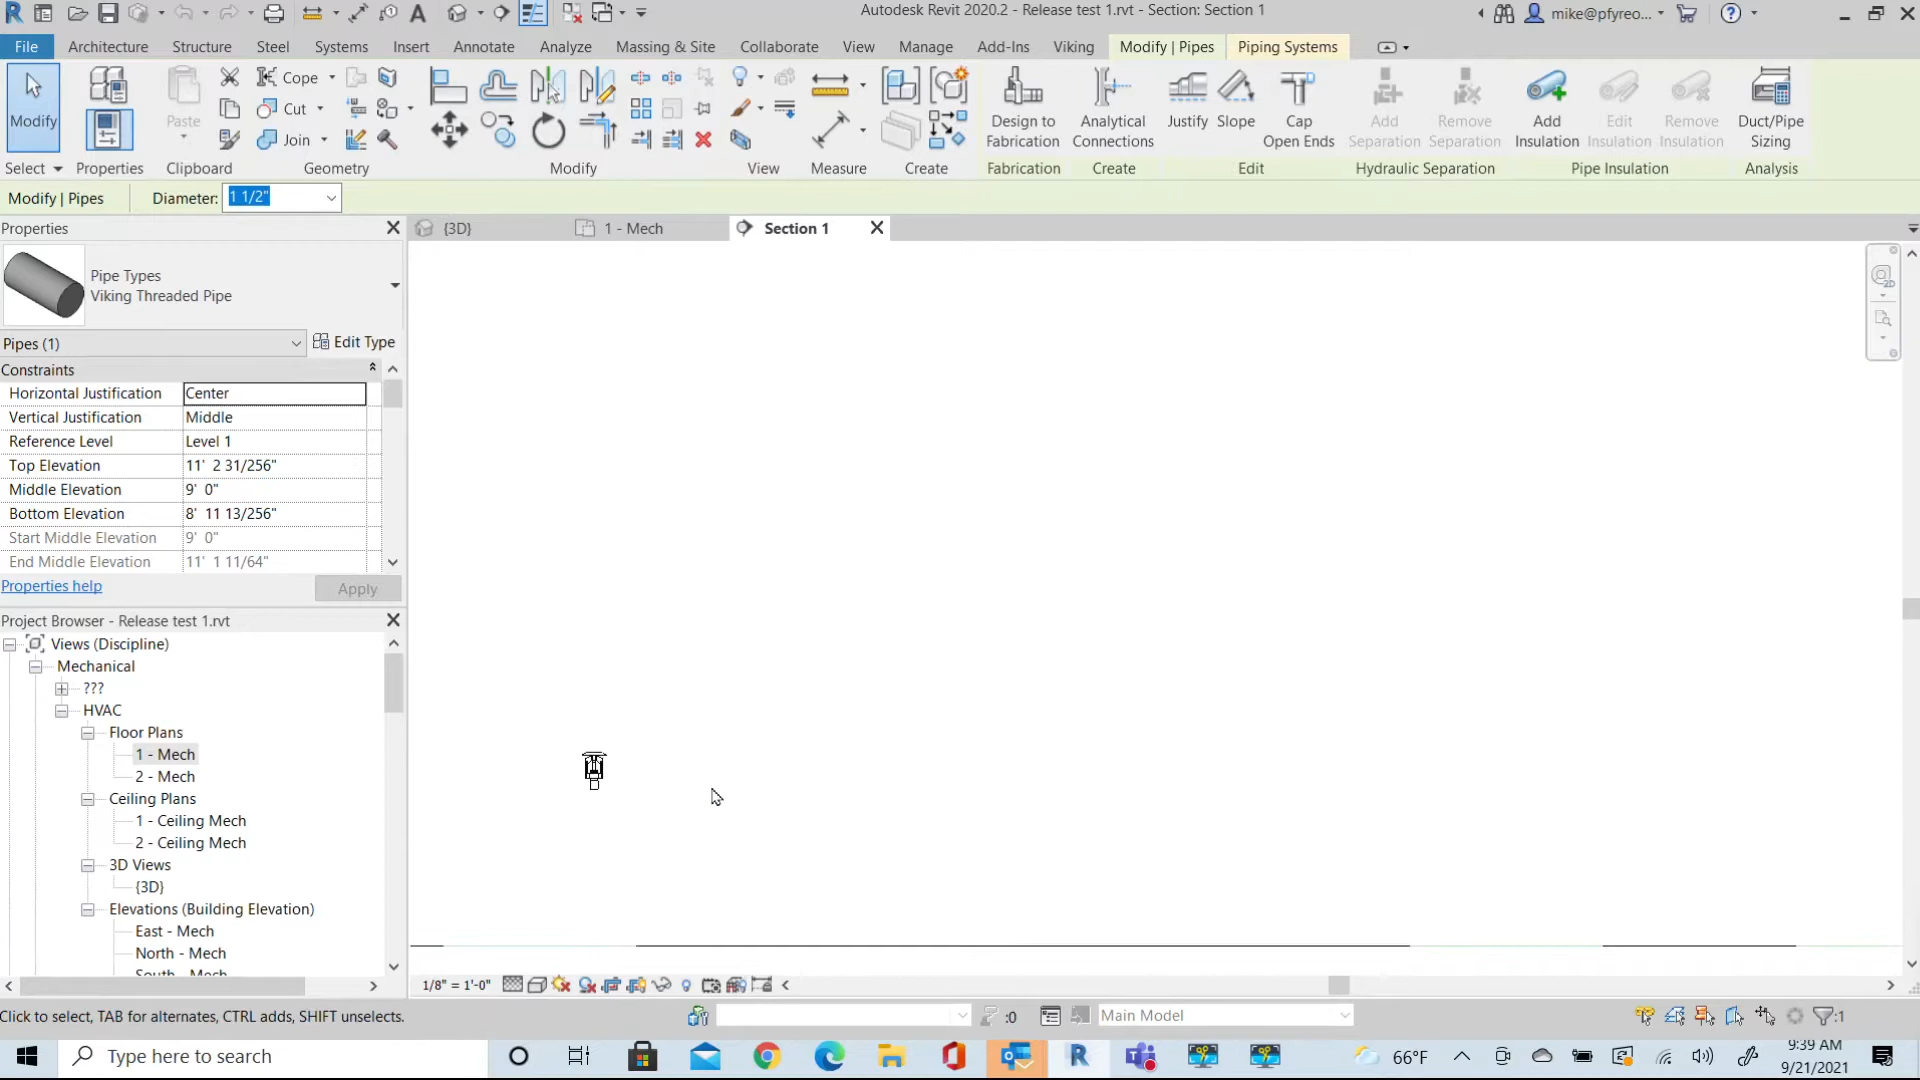 Autodesk Revit 2020.2 - Release test 1.rvt - Section: Section 1
mike@pfyreo...
File Architecture Structure Steel Systems Insert Annotate Analyze Massing & Site Collaborate View Manage Add-Ins Viking Modify | Pipes Piping Systems
Modify
Paste
Cope
Cut
Join
Design to Fabrication
Analytical Connections
Justify
Slope
Cap Open Ends
Add Separation
Remove Separation
Add Insulation
Edit Insulation
Remove Insulation
Duct/Pipe Sizing
Select Properties Clipboard Geometry Modify View Measure Create Fabrication Create Edit Hydraulic Separation Pipe Insulation Analysis
Modify | Pipes Diameter: 1 1/2"
Properties
{3D} 1 - Mech Section 1
Pipe Types
Viking Threaded Pipe
Pipes (1) Edit Type
Constraints
Horizontal Justification Center
Vertical Justification Middle
Reference Level Level 1
Top Elevation 11' 2 31/256"
Middle Elevation 9' 0"
Bottom Elevation 8' 11 13/256"
Start Middle Elevation 9' 0"
End Middle Elevation 11' 1 11/64"
Properties help Apply
Project Browser - Release test 1.rvt
Views (Discipline)
Mechanical
???
HVAC
Floor Plans
1 - Mech
2 - Mech
Ceiling Plans
1 - Ceiling Mech
2 - Ceiling Mech
3D Views
{3D}
Elevations (Building Elevation)
East - Mech
North - Mech
South - Mech
1/8" = 1'-0"
Click to select, TAB for alternates, CTRL adds, SHIFT unselects.
:0
Main Model
:1
Type here to search
66°F
9:39 AM
9/21/2021